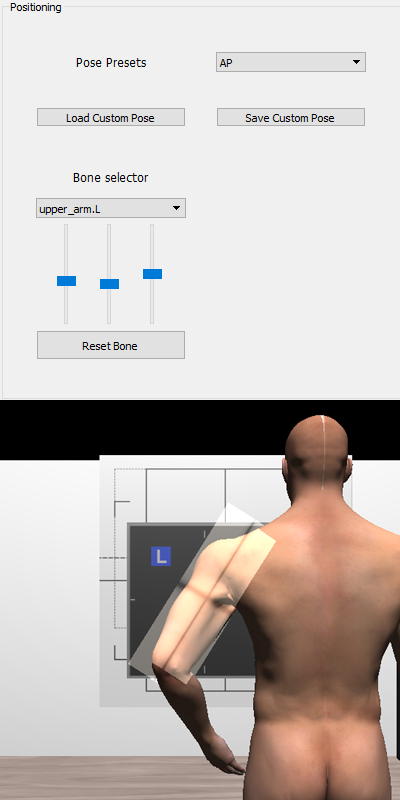 Positioning
Pose Presets
AP
Load Custom Pose
Save Custom Pose
Bone selector
upper_arm.L
Reset Bone
L